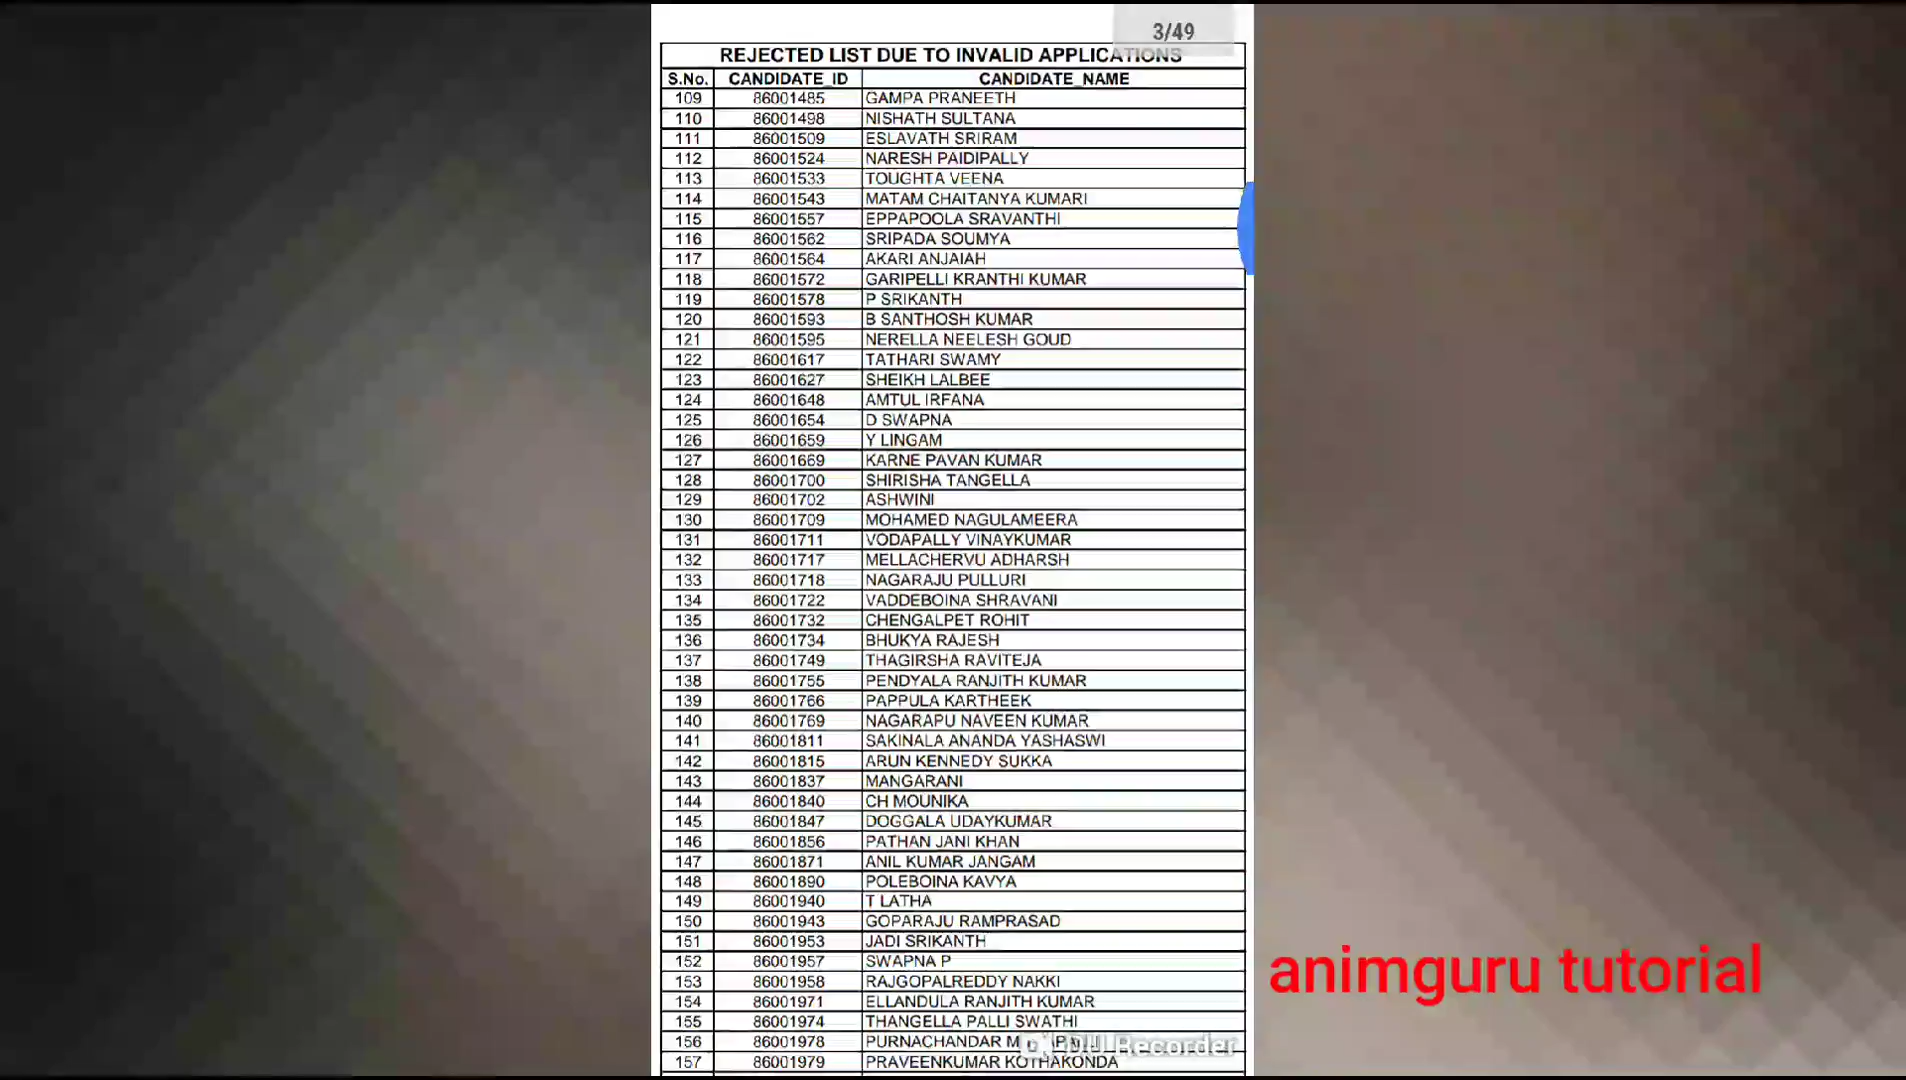 3/49
REJECTED LIST DUE TO INVALID APPLICATIONS
S.No. CANDIDATE_ID CANDIDATE_NAME
109 86001485 GAMPA PRANEETH
110 86001498 NISHATH SULTANA
111 86001509 ESLAVATH SRIRAM
112 86001524 NARESH PAIDIPALLY
113 86001533 TOUGHTA VEENA
114 86001543 MATAM CHAITANYA KUMARI
115 86001557 EPPAPOOLA SRAVANTHI
116 86001562 SRIPADA SOUMYA
117 86001564 AKARI ANJAIAH
118 86001572 GARIPELLI KRANTHI KUMAR
119 86001578 P SRIKANTH
120 86001593 B SANTHOSH KUMAR
121 86001595 NERELLA NEELESH GOUD
122 86001617 TATHARI SWAMY
123 86001627 SHEIKH LALBEE
124 86001648 AMTUL IRFANA
125 86001654 D SWAPNA
126 86001659 Y LINGAM
127 86001669 KARNE PAVAN KUMAR
128 86001700 SHIRISHA TANGELLA
129 86001702 ASHWINI
130 86001709 MOHAMED NAGULAMEERA
131 86001711 VODAPALLY VINAYKUMAR
132 86001717 MELLACHERVU ADHARSH
133 86001718 NAGARAJU PULLURI
134 86001722 VADDEBOINA SHRAVANI
135 86001732 CHENGALPET ROHIT
136 86001734 BHUKYA RAJESH
137 86001749 THAGIRSHA RAVITEJA
138 86001755 PENDYALA RANJITH KUMAR
139 86001766 PAPPULA KARTHEEK
140 86001769 NAGARAPU NAVEEN KUMAR
141 86001811 SAKINALA ANANDA YASHASWI
142 86001815 ARUN KENNEDY SUKKA
143 86001837 MANGARANI
144 86001840 CH MOUNIKA
145 86001847 DOGGALA UDAYKUMAR
146 86001856 PATHAN JANI KHAN
147 86001871 ANIL KUMAR JANGAM
148 86001890 POLEBOINA KAVYA
149 86001940 T LATHA
150 86001943 GOPARAJU RAMPRASAD
151 86001953 JADI SRIKANTH
152 86001957 SWAPNA P
153 86001958 RAJGOPALREDDY NAKKI
154 86001971 ELLANDULA RANJITH KUMAR
155 86001974 THANGELLA PALLI SWATHI
156 86001978 PURNACHANDAR
157 86001979 PRAVEENKUMAR KOTHAKONDA
DU Recorder
animguru tutorial